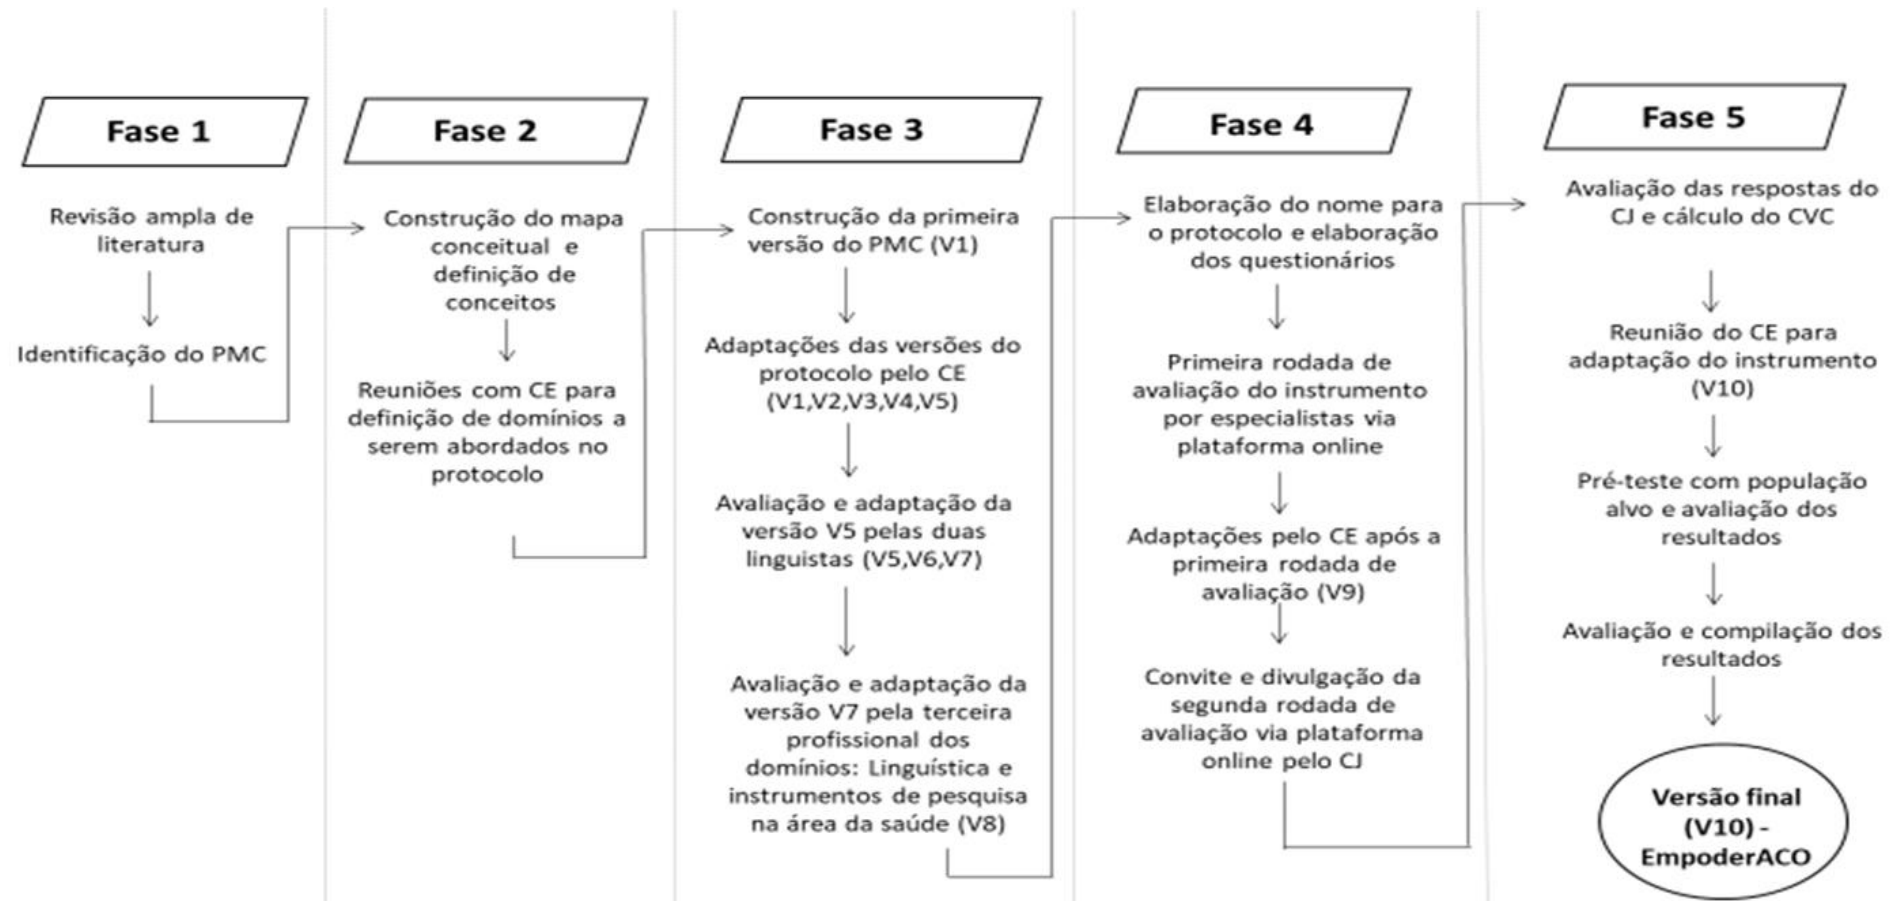 Fase 1
Revisão ampla de
literatura
Identificação do PMC
Fase 2
Construção do mapa
conceitual e
definição de
conceitos
Reuniões com CE para
definição de domínios a
serem abordados no
protocolo
Fase 3
Construção da primeira
versão do PMC (V1)
Adaptações das versões do
protocolo pelo CE
(V1,V2,V3,V4,V5)
Avaliação e adaptação da
versão V5 pelas duas
linguistas (V5,V6,V7)
Avaliação e adaptação da
versão V7 pela terceira
profissional dos
domínios: Linguística e
instrumentos de pesquisa
na área da saúde (V8)
Fase 4
Elaboração do nome para
o protocolo e elaboração
dos questionários
Primeira rodada de
avaliação do instrumento
por especialistas via
plataforma online
Adaptações pelo CE após a
primeira rodada de
avaliação (V9)
Convite e divulgação da
segunda rodada de
avaliação via plataforma
online pelo CJ
Fase 5
Avaliação das respostas do
CJ e cálculo do CVC
Reunião do CE para
adaptação do instrumento
(V10)
Pré-teste com população
alvo e avaliação dos
resultados
Avaliação e compilação dos
resultados
Versão final
(V10) -
EmpoderACO